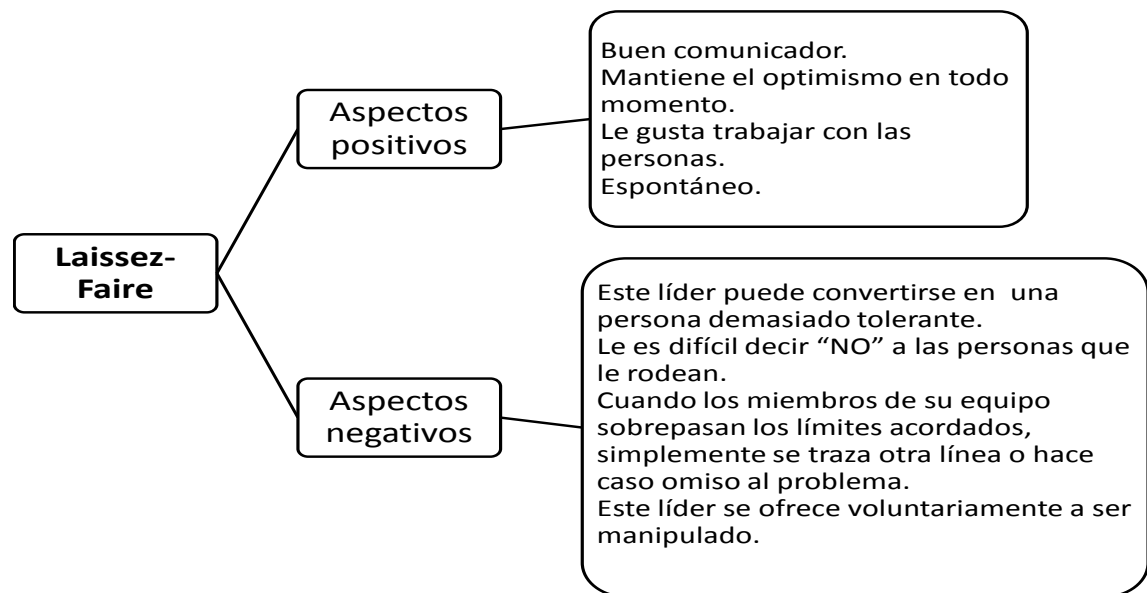 Laissez-
Faire
Aspectos
positivos
Buen comunicador.
Mantiene el optimismo en todo
momento.
Le gusta trabajar con las
personas.
Espontáneo.
Aspectos
negativos
Este líder puede convertirse en una
persona demasiado tolerante.
Le es difícil decir “NO” a las personas que
le rodean.
Cuando los miembros de su equipo
sobrepasan los límites acordados,
simplemente se traza otra línea o hace
caso omiso al problema.
Este líder se ofrece voluntariamente a ser
manipulado.